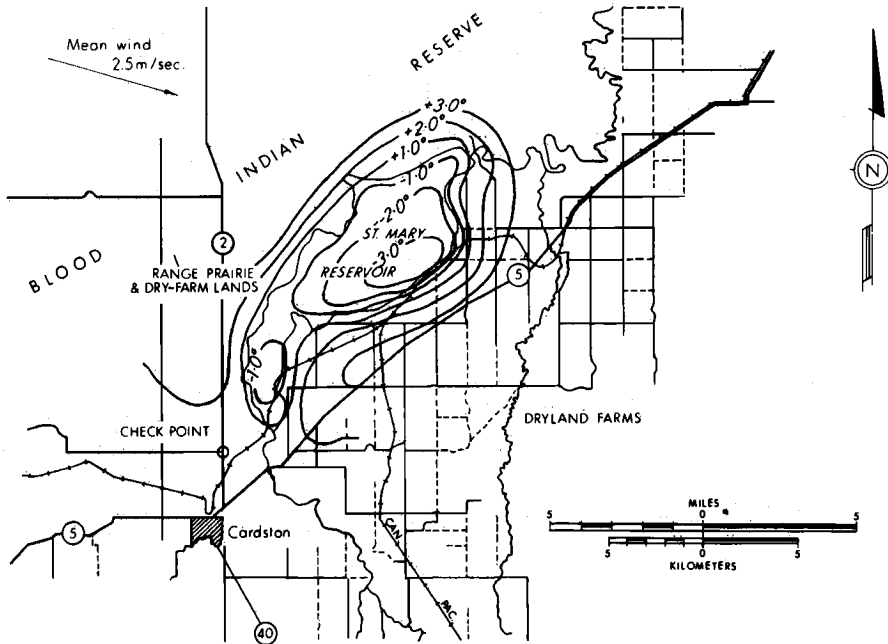 Mean wind
2.5m/sec.
INDIAN
RESERVE
BLOOD
+3.0°
+2.0°
+1.0°
-1.0°
-2.0°
ST. MARY
-3.0°
RESERVOIR
2
RANGE PRAIRIE
& DRY-FARM LANDS
5
N
-1.0°
CHECK POINT
DRYLAND FARMS
5
Cardston
CAN
PAC.
40
MILES
5 0 5
5 0 5
KILOMETERS